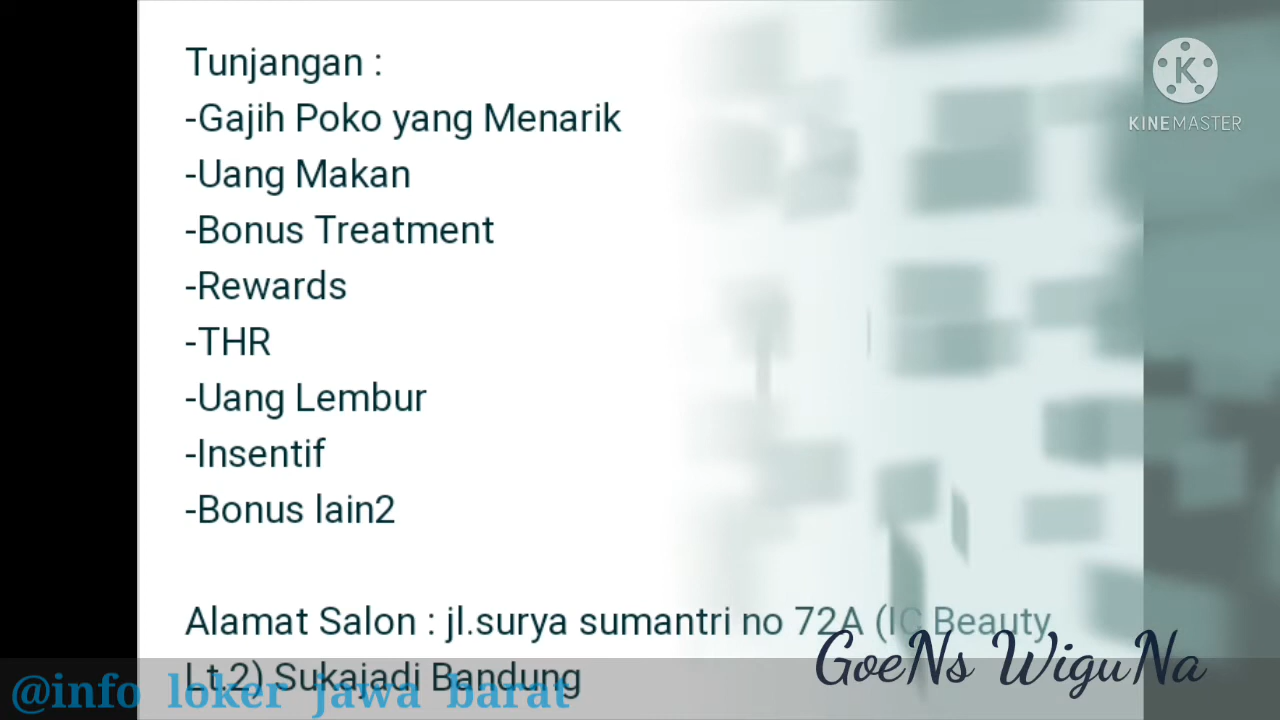 Tunjangan :
-Gajih Poko yang Menarik
-Uang Makan
-Bonus Treatment
-Rewards
-THR
-Uang Lembur
-Insentif
-Bonus lain2
Alamat Salon : jl.surya sumantri no 72A (IC Beauty
Lt.2) Sukajadi Bandung
K
KINEMASTER
GoeNs WiguNa
@info loker jawa barat